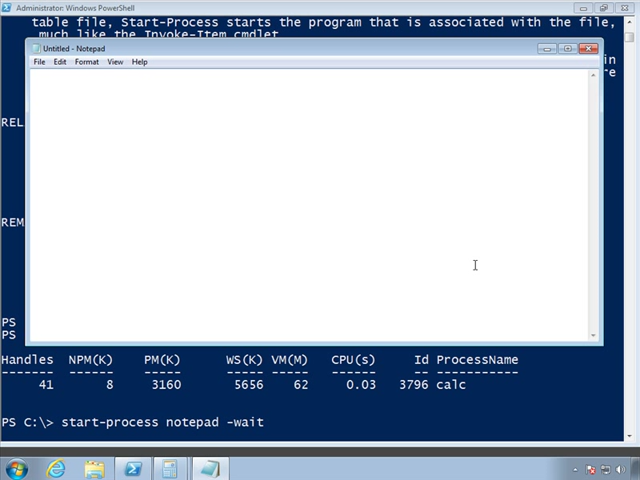 Administrator: Windows PowerShell
table file, Start-Process starts the program that is associated with the file,
much like the Invoke-Item cmdlet
Untitled - Notepad
in
File Edit Format View Help
re
REL
REM
PS
PS
Handles NPM(K) PM(K) WS(K) VM(M) CPU(s) Id ProcessName
------- ------ ----- ----- ----- ------ -- -----------
41 8 3160 5656 62 0.03 3796 calc
PS C:\> start-process notepad -wait